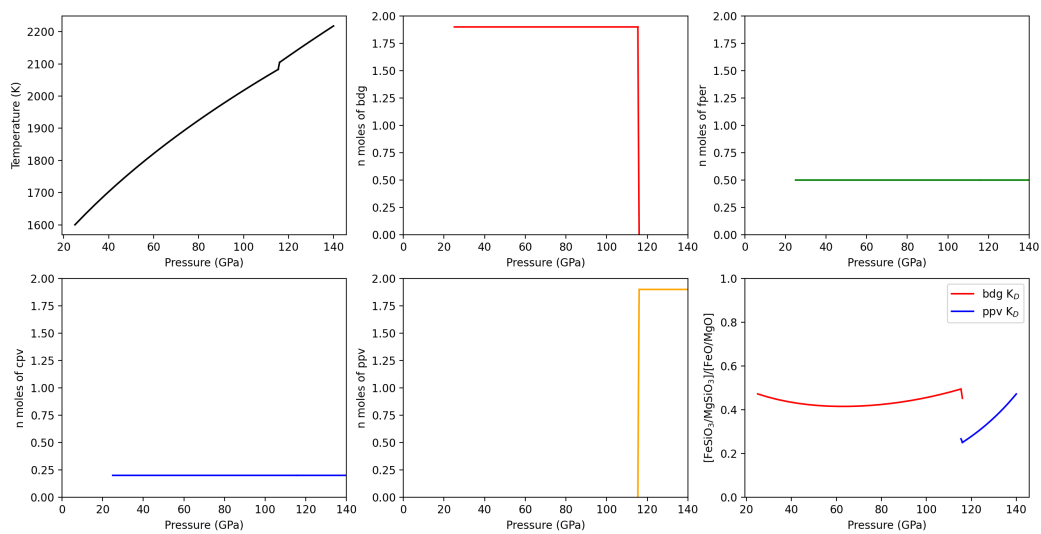 Temperature (K)
2200
2100
2000
1900
1800
1700
1600
20 40 60 80 100 120 140
Pressure (GPa)
n moles of bdg
2.00
1.75
1.50
1.25
1.00
0.75
0.50
0.25
0.00
0 20 40 60 80 100 120 140
Pressure (GPa)
n moles of fper
2.00
1.75
1.50
1.25
1.00
0.75
0.50
0.25
0.00
0 20 40 60 80 100 120 140
Pressure (GPa)
n moles of cpv
2.00
1.75
1.50
1.25
1.00
0.75
0.50
0.25
0.00
0 20 40 60 80 100 120 140
Pressure (GPa)
n moles of ppv
2.00
1.75
1.50
1.25
1.00
0.75
0.50
0.25
0.00
0 20 40 60 80 100 120 140
Pressure (GPa)
[FeSiO₃/MgSiO₃]/[FeO/MgO]
1.0
0.8
0.6
0.4
0.2
0.0
bdg K_D
ppv K_D
20 40 60 80 100 120 140
Pressure (GPa)